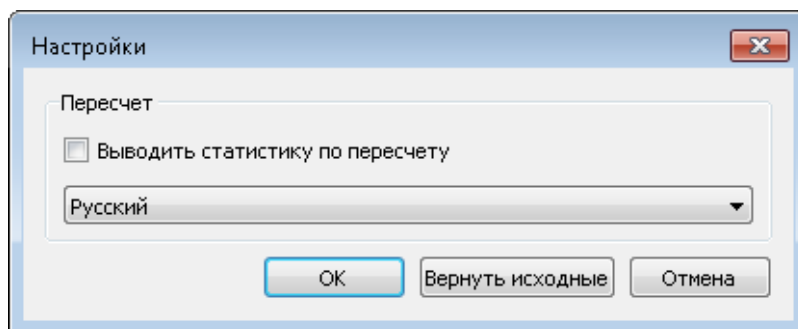 Настройки
Пересчет
Выводить статистику по пересчету
Русский
OK Вернуть исходные Отмена